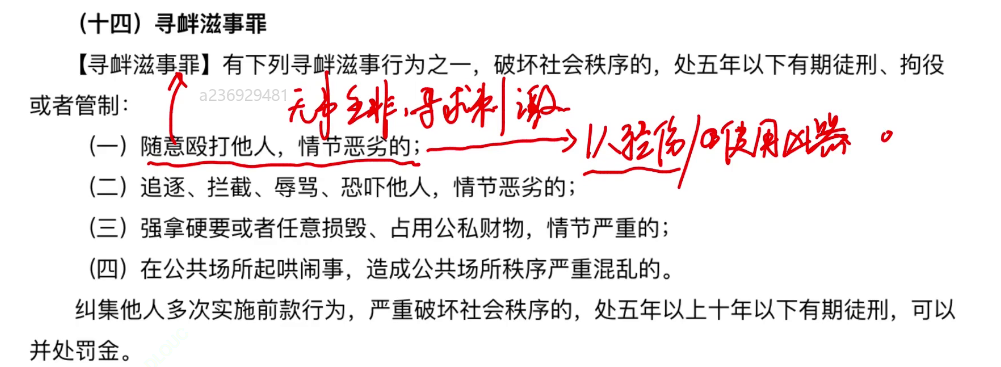 （十四）寻衅滋事罪
【寻衅滋事罪】有下列寻衅滋事行为之一，破坏社会秩序的，处五年以下有期徒刑、拘役
或者管制：
a236929481
无事生非，寻求刺激
（一）随意殴打他人，情节恶劣的；
1人轻伤/使用凶器
（二）追逐、拦截、辱骂、恐吓他人，情节恶劣的；
（三）强拿硬要或者任意损毁、占用公私财物，情节严重的；
（四）在公共场所起哄闹事，造成公共场所秩序严重混乱的。
纠集他人多次实施前款行为，严重破坏社会秩序的，处五年以上十年以下有期徒刑，可以
并处罚金。